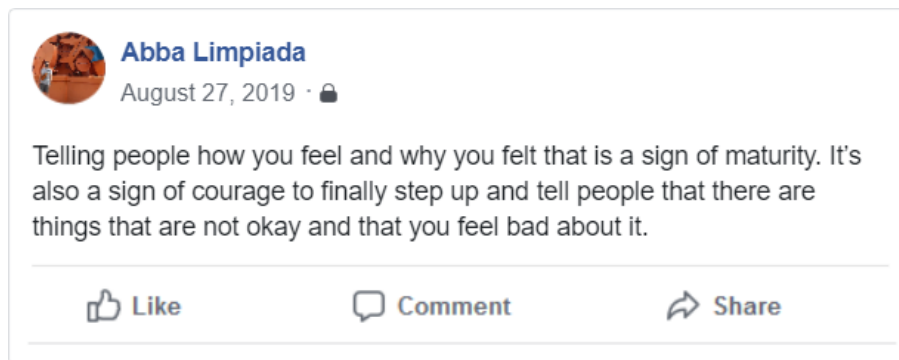 Abba Limpiada
August 27, 2019 ·
Telling people how you feel and why you felt that is a sign of maturity. It’s
also a sign of courage to finally step up and tell people that there are
things that are not okay and that you feel bad about it.
Like Comment Share